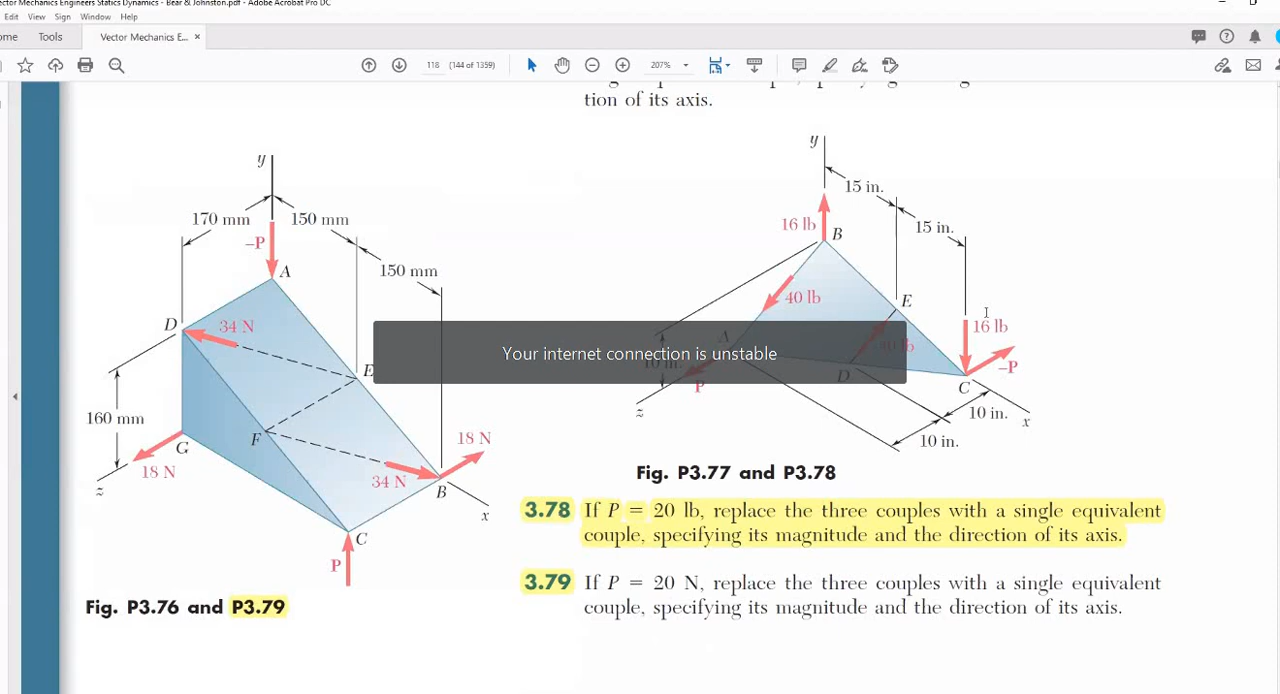 Vector Mechanics Engineers Statics Dynamics - Bear & Johnston.pdf - Adobe Acrobat Pro DC
Edit View Sign Window Help
ome Tools Vector Mechanics E... ×
118 (144 of 1359) 207%
tion of its axis.
y
170 mm 150 mm
–P
150 mm
A
D
34 N
E
160 mm
F
G
18 N
18 N
34 N
B
z
x
C
P
Fig. P3.76 and P3.79
y
15 in.
15 in.
16 lb
B
40 lb
E
16 lb
Your internet connection is unstable
A
10 in.
D
P
–P
C
z
10 in.
x
10 in.
Fig. P3.77 and P3.78
3.78 If P = 20 lb, replace the three couples with a single equivalent
couple, specifying its magnitude and the direction of its axis.
3.79 If P = 20 N, replace the three couples with a single equivalent
couple, specifying its magnitude and the direction of its axis.